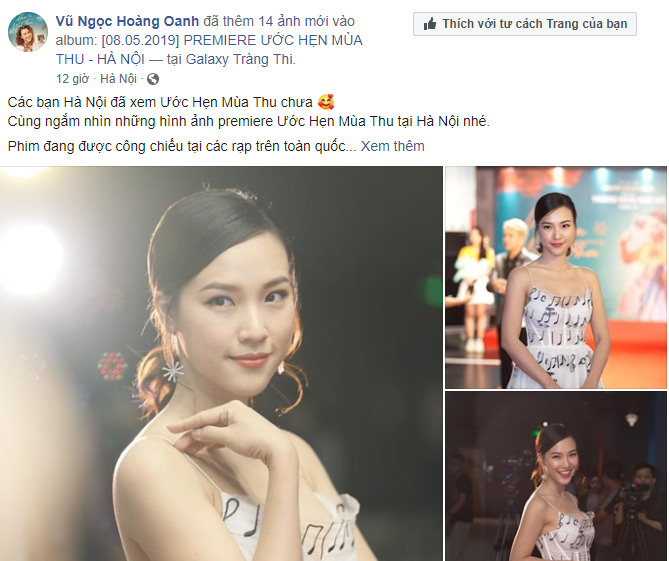 Vũ Ngọc Hoàng Oanh đã thêm 14 ảnh mới vào
album: [08.05.2019] PREMIERE ƯỚC HẸN MÙA
THU - HÀ NỘI — tại Galaxy Tràng Thi.
12 giờ · Hà Nội ·
Thích với tư cách Trang của bạn
Các bạn Hà Nội đã xem Ước Hẹn Mùa Thu chưa 🥰
Cùng ngắm nhìn những hình ảnh premiere Ước Hẹn Mùa Thu tại Hà Nội nhé.
Phim đang được công chiếu tại các rạp trên toàn quốc... Xem thêm